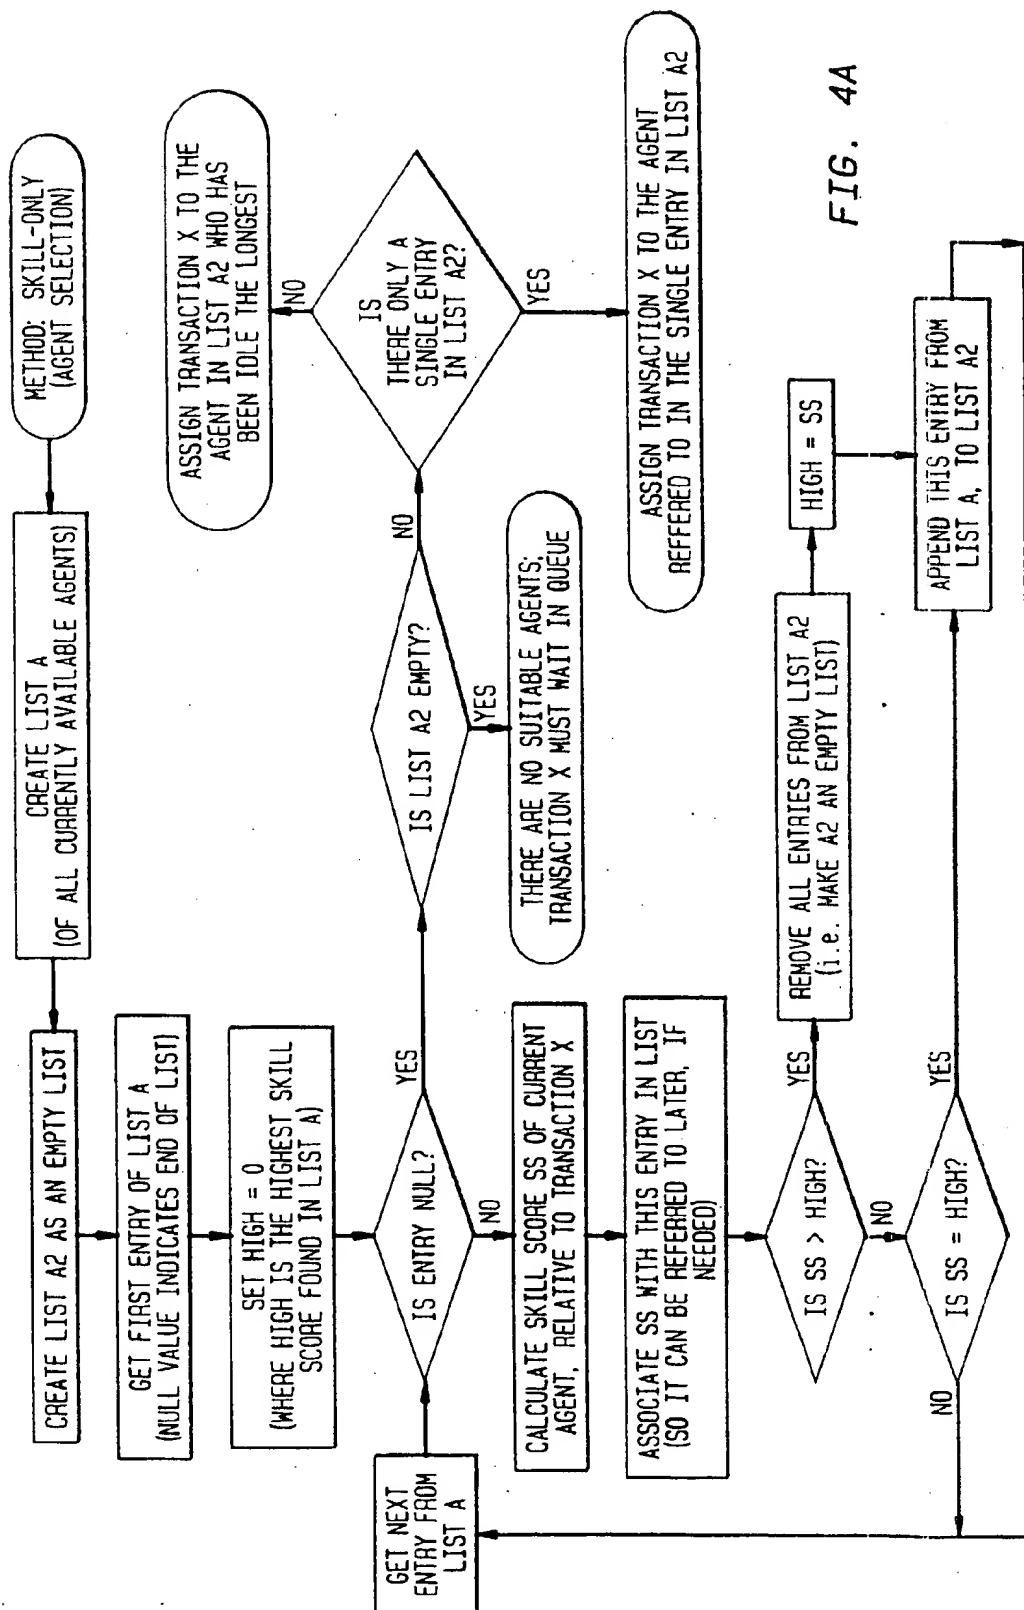 METHOD: SKILL-ONLY
(AGENT SELECTION)
CREATE LIST A
(OF ALL CURRENTLY AVAILABLE AGENTS)
CREATE LIST A2 AS AN EMPTY LIST
GET FIRST ENTRY OF LIST A
(NULL VALUE INDICATES END OF LIST)
SET HIGH = 0
(WHERE HIGH IS THE HIGHEST SKILL
SCORE FOUND IN LIST A)
GET NEXT
ENTRY FROM
LIST A
IS ENTRY NULL?
YES
NO
IS LIST A2 EMPTY?
NO
YES
IS
THERE ONLY A
SINGLE ENTRY
IN LIST A2?
NO
YES
ASSIGN TRANSACTION X TO THE
AGENT IN LIST A2 WHO HAS
BEEN IDLE THE LONGEST
THERE ARE NO SUITABLE AGENTS;
TRANSACTION X MUST WAIT IN QUEUE
ASSIGN TRANSACTION X TO THE AGENT
REFFERED TO IN THE SINGLE ENTRY IN LIST A2
CALCULATE SKILL SCORE SS OF CURRENT
AGENT, RELATIVE TO TRANSACTION X
ASSOCIATE SS WITH THIS ENTRY IN LIST
(SO IT CAN BE REFERRED TO LATER, IF
NEEDED)
IS SS > HIGH?
YES
NO
REMOVE ALL ENTRIES FROM LIST A2
(i.e. MAKE A2 AN EMPTY LIST)
HIGH = SS
IS SS = HIGH?
YES
NO
APPEND THIS ENTRY FROM
LIST A, TO LIST A2
FIG. 4A